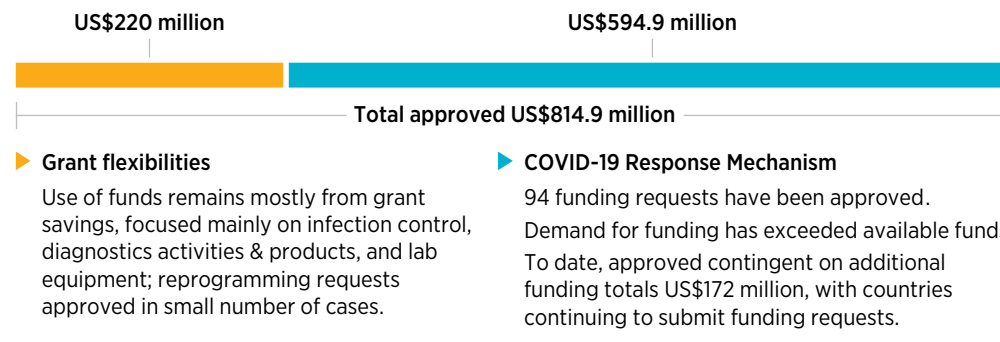 US$220 million
US$594.9 million
Total approved US$814.9 million
Grant flexibilities
Use of funds remains mostly from grant
savings, focused mainly on infection control,
diagnostics activities & products, and lab
equipment; reprogramming requests
approved in small number of cases.
COVID-19 Response Mechanism
94 funding requests have been approved.
Demand for funding has exceeded available fund
To date, approved contingent on additional
funding totals US$172 million, with countries
continuing to submit funding requests.